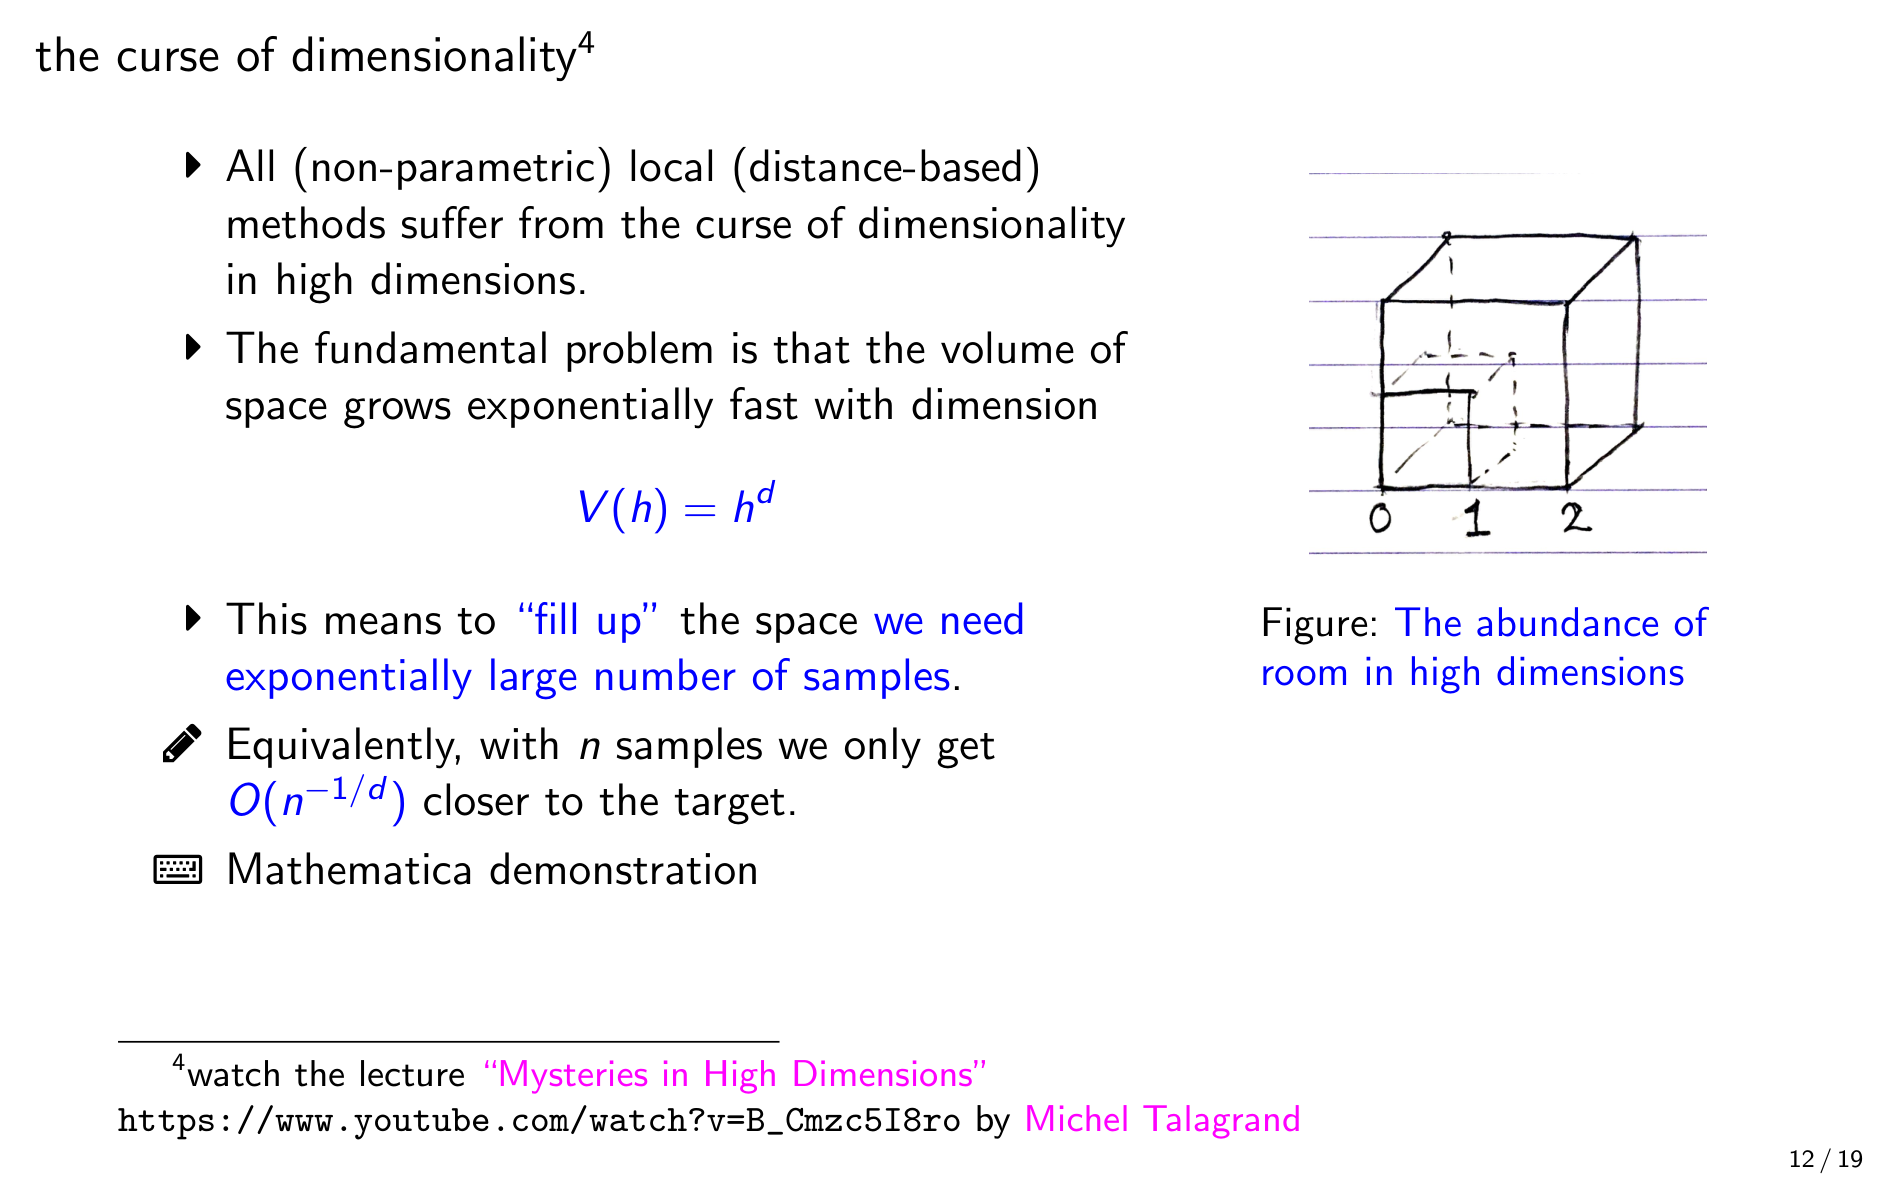 the curse of dimensionality⁴
All (non-parametric) local (distance-based)
methods suffer from the curse of dimensionality
in high dimensions.
The fundamental problem is that the volume of
space grows exponentially fast with dimension
V(h) = h^d
This means to “fill up” the space we need
exponentially large number of samples.
Equivalently, with n samples we only get
O(n^{−1/d}) closer to the target.
Mathematica demonstration
0 1 2
Figure: The abundance of
room in high dimensions
⁴watch the lecture “Mysteries in High Dimensions”
https://www.youtube.com/watch?v=B_Cmzc5I8ro by Michel Talagrand
12 / 19